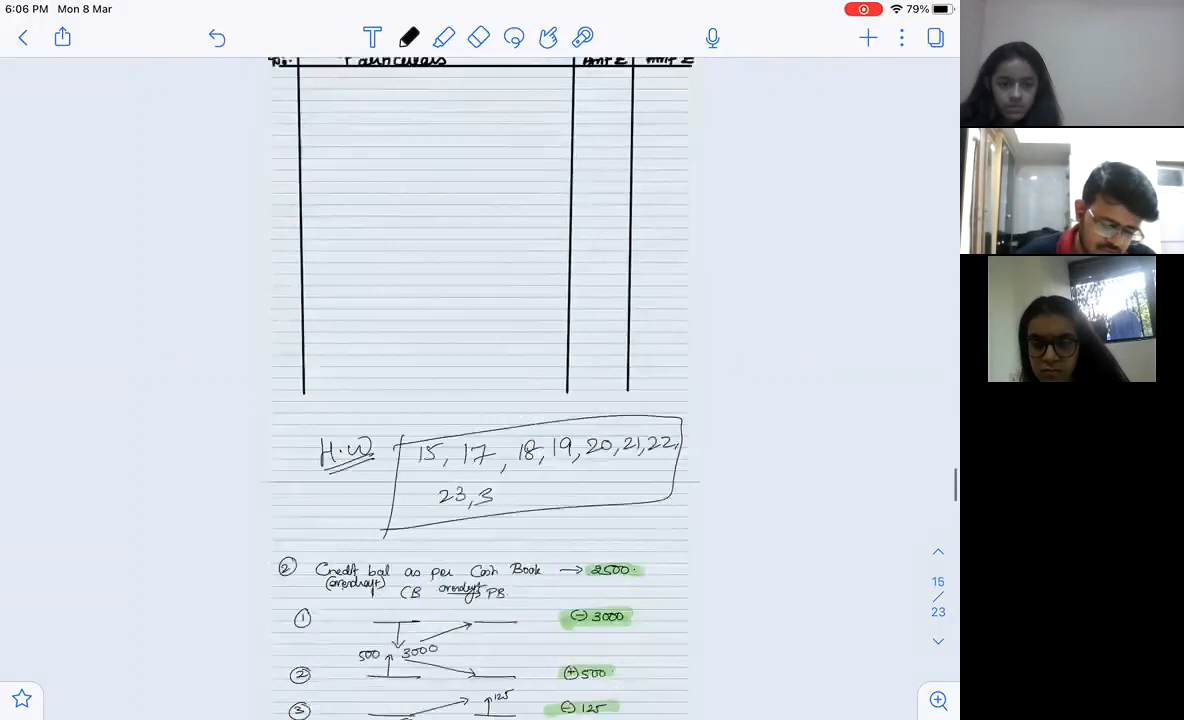 6:06 PM Mon 8 Mar
79%
Particulars
H.W 15, 17, 18, 19, 20, 21, 22,
23, 3
② Credit bal as per Cash Book → 2500.
(overdraft) CB overdraft PB
① (-) 3000
500 3000
② (+) 500
125
③ (-) 125
15
/
23